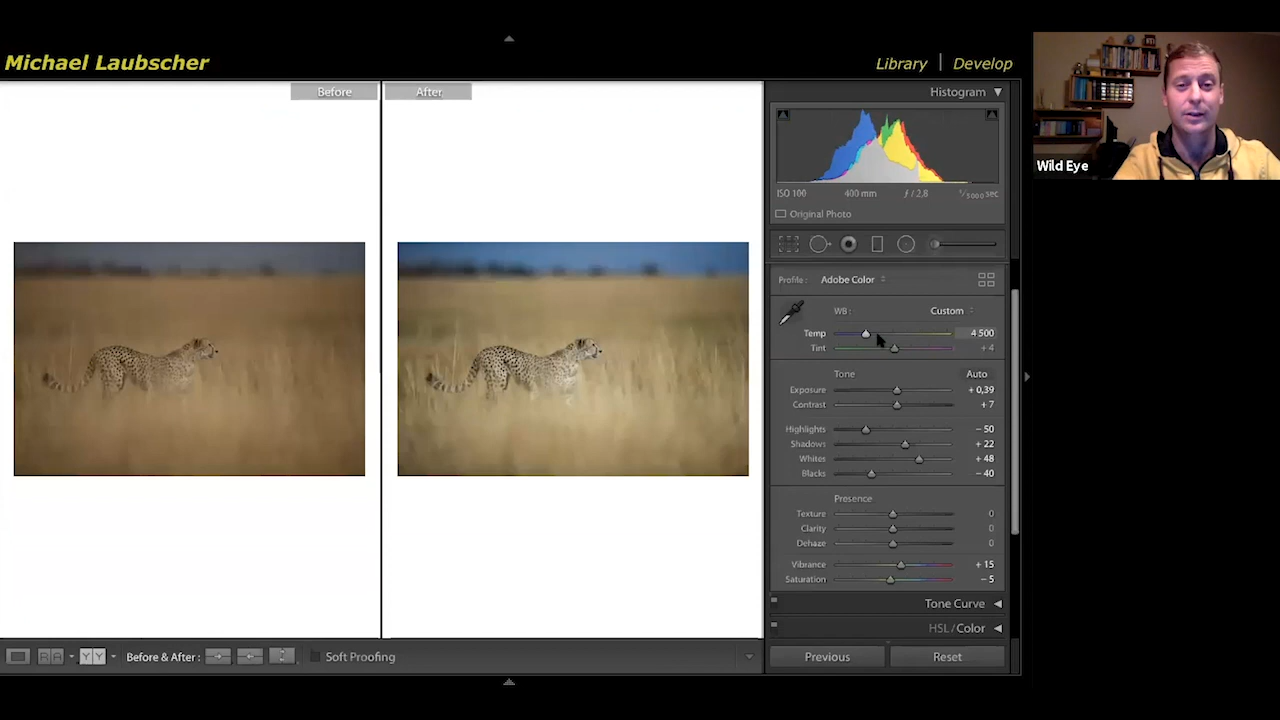 Michael Laubscher
Library | Develop
Before
After
Histogram
ISO 100 400 mm ƒ / 2,8 1/5000 sec
Original Photo
Profile : Adobe Color
WB : Custom
Temp 4 500
Tint + 4
Tone Auto
Exposure + 0,39
Contrast + 7
Highlights − 50
Shadows + 22
Whites + 48
Blacks − 40
Presence
Texture 0
Clarity 0
Dehaze 0
Vibrance + 15
Saturation − 5
Tone Curve
HSL / Color
R A Y Y Before & After : Soft Proofing
Previous Reset
Wild Eye